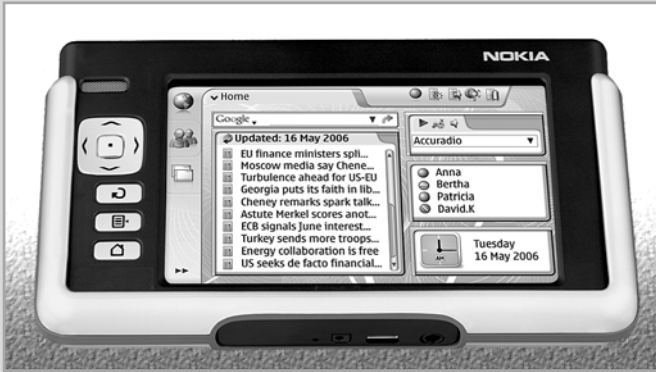 NOKIA
Home
Google
Updated: 16 May 2006
EU finance ministers spli...
Moscow media say Chene...
Turbulence ahead for US-EU
Georgia puts its faith in lib...
Cheney remarks spark talk...
Astute Merkel scores anot...
ECB signals June interest...
Turkey sends more troops...
Energy collaboration is free
US seeks de facto financial...
Accuradio
Anna
Bertha
Patricia
David.K
AM
Tuesday
16 May 2006